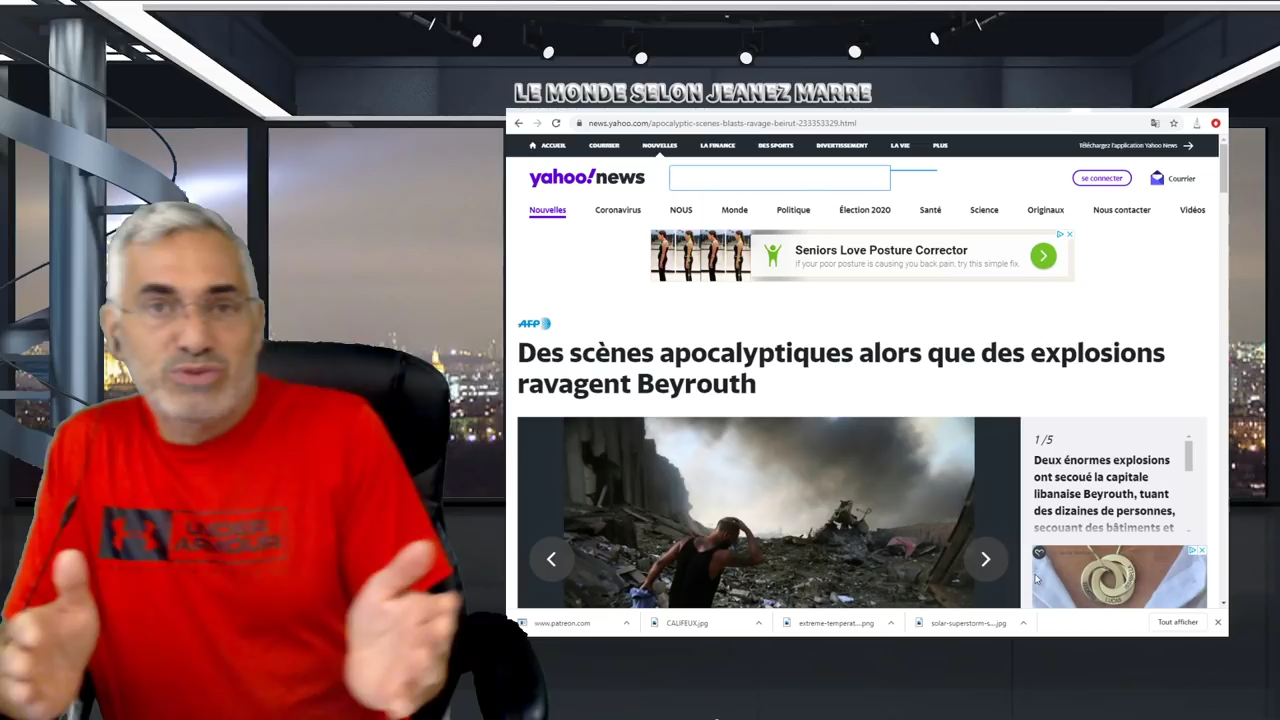 LE MONDE SELON JEANEZ MARRE
news.yahoo.com/apocalyptic-scenes-blasts-ravage-beirut-233353329.html
ACCUEIL COURRIER NOUVELLES LA FINANCE DES SPORTS DIVERTISSEMENT LA VIE PLUS Téléchargez l'application Yahoo News
yahoo!news
se connecter Courrier
Nouvelles Coronavirus NOUS Monde Politique Élection 2020 Santé Science Originaux Nous contacter Vidéos
Seniors Love Posture Corrector
If your poor posture is causing you back pain, try this simple fix.
AFP
Des scènes apocalyptiques alors que des explosions
ravagent Beyrouth
1/5
Deux énormes explosions
ont secoué la capitale
libanaise Beyrouth, tuant
des dizaines de personnes,
secouant des bâtiments et
UNDER
ARMOUR
www.patreon.com CALIFEUX.jpg extreme-temperat....png solar-superstorm-s....jpg Tout afficher